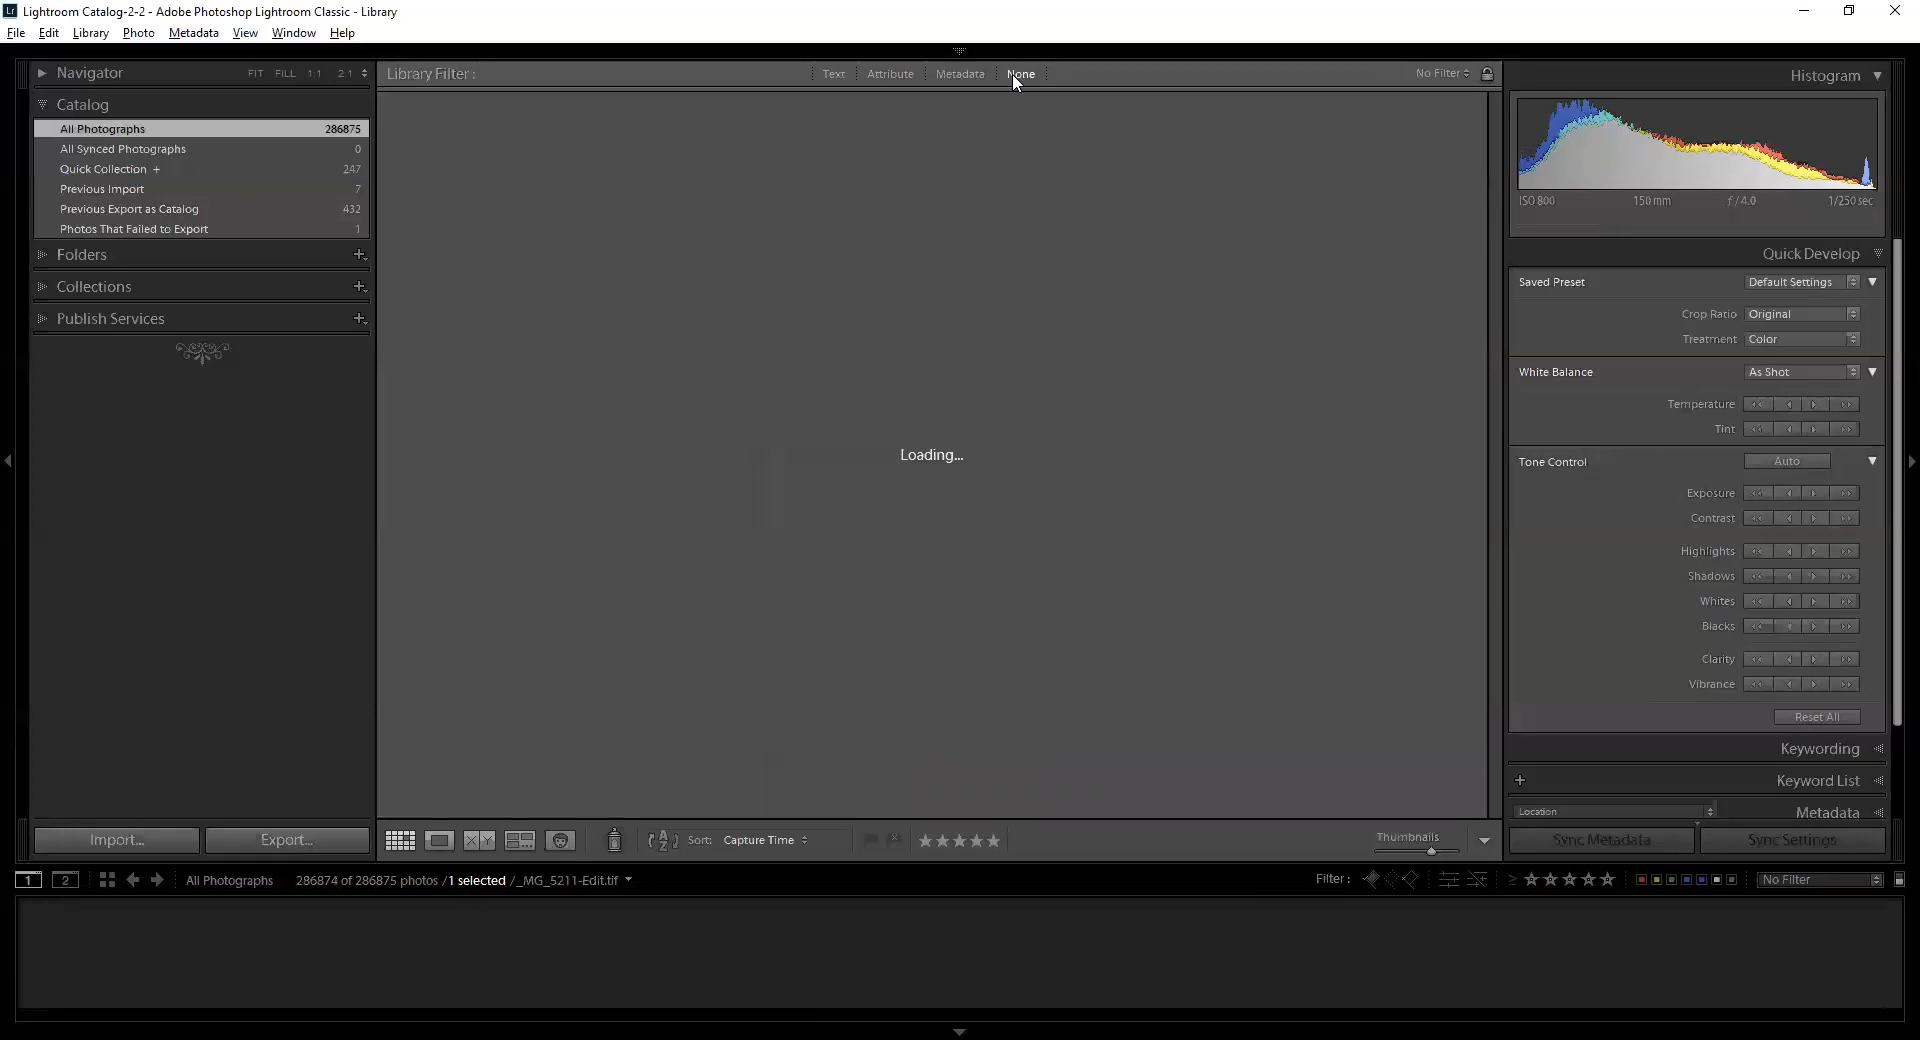 Lr Lightroom Catalog-2-2 - Adobe Photoshop Lightroom Classic - Library
File Edit Library Photo Metadata View Window Help
Navigator FIT FILL 1:1 2:1
Library Filter : Text Attribute Metadata None No Filter
Histogram
Catalog
All Photographs 286875
All Synced Photographs 0
Quick Collection + 247
Previous Import 7
Previous Export as Catalog 432
Photos That Failed to Export 1
ISO 800 150 mm f / 4.0 1/250 sec
Folders
Collections
Publish Services
Quick Develop
Saved Preset Default Settings
Crop Ratio Original
Treatment Color
White Balance As Shot
Temperature
Tint
Loading...
Tone Control Auto
Exposure
Contrast
Highlights
Shadows
Whites
Blacks
Clarity
Vibrance
Reset All
Keywording
Keyword List
Location Metadata
Import... Export...
X Y
A Z Sort: Capture Time
Thumbnails
Sync Metadata Sync Settings
1 2 All Photographs 286874 of 286875 photos / 1 selected / _MG_5211-Edit.tif
Filter : ≥ No Filter